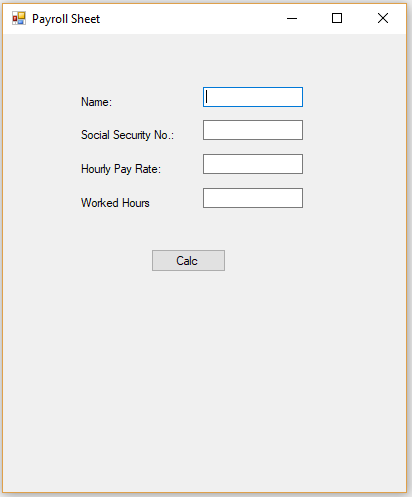 Payroll Sheet
Name:
Social Security No.:
Hourly Pay Rate:
Worked Hours
Calc